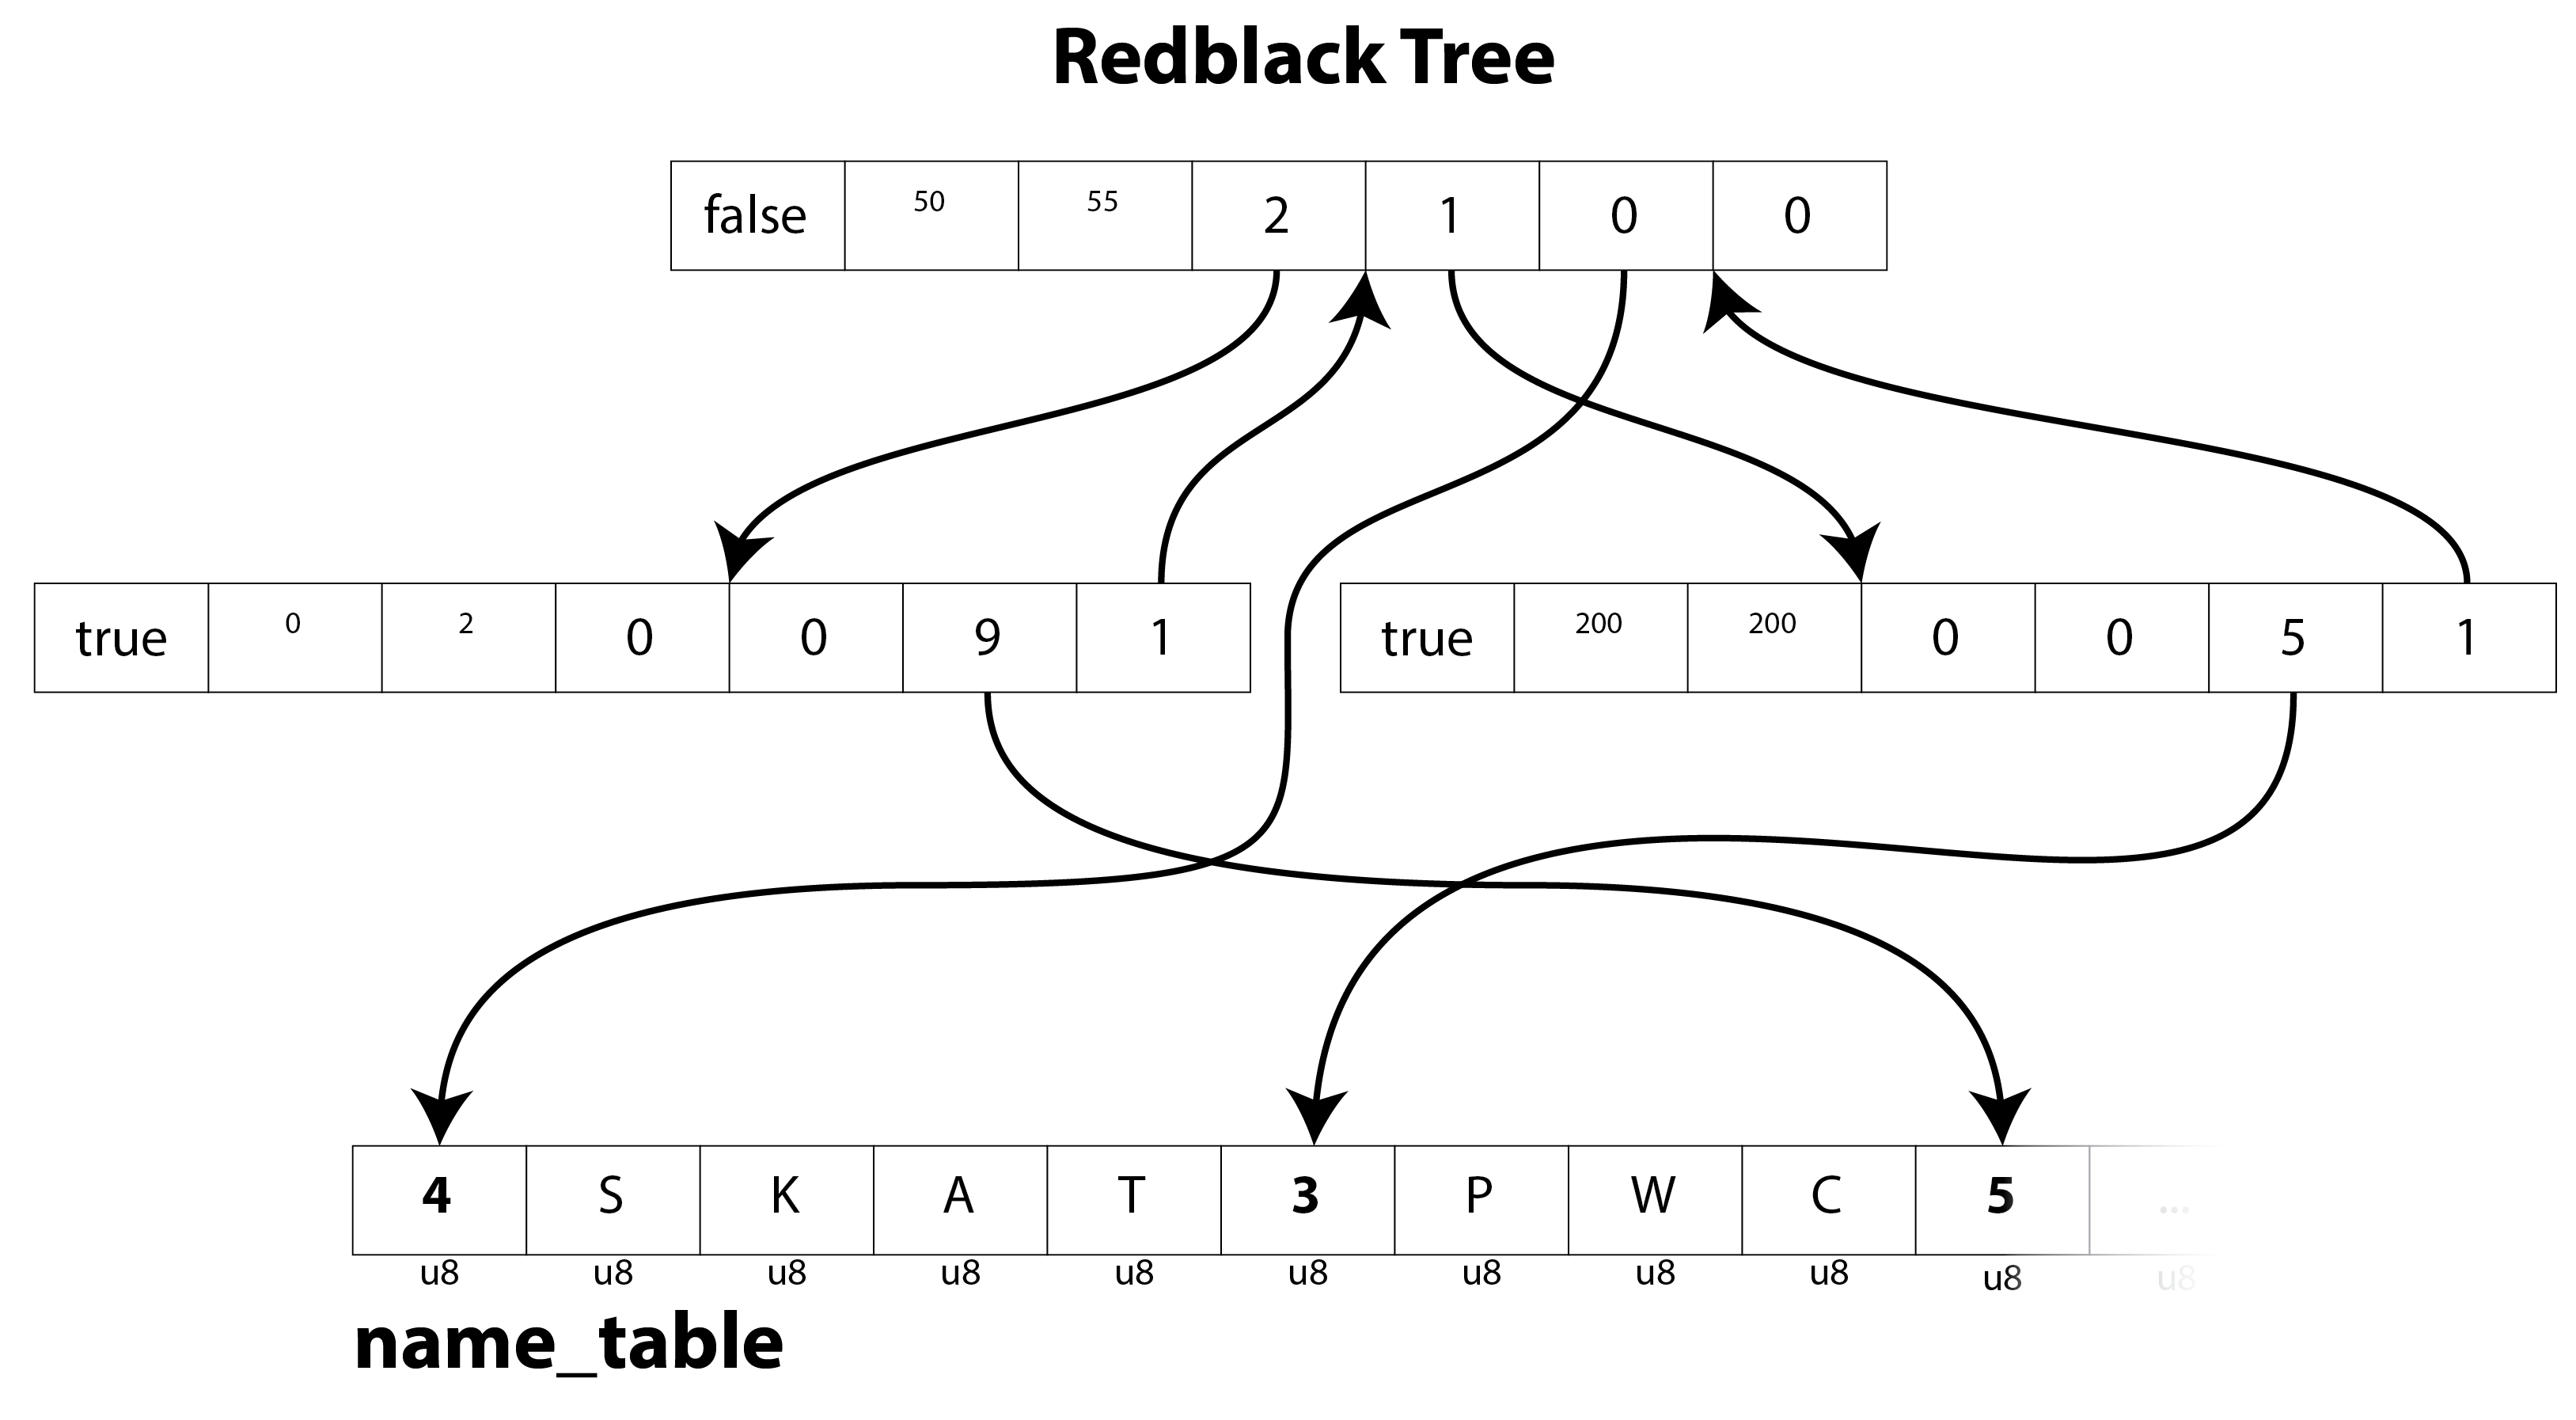 Redblack Tree
false 50 55 2 1 0 0
true 0 2 0 0 9 1 true 200 200 0 0 5 1
4 S K A T 3 P W C 5 ...
u8 u8 u8 u8 u8 u8 u8 u8 u8 u8 u8
name_table